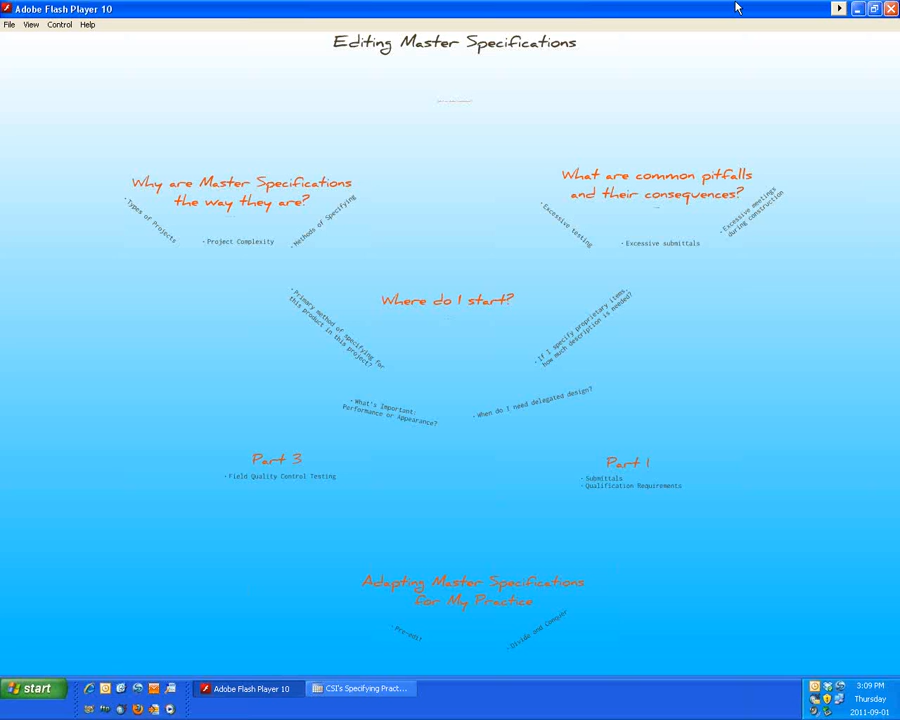 Adobe Flash Player 10
File View Control Help
Editing Master Specifications
Why are Master Specifications
the way they are?
· Types of Projects
· Project Complexity
· Methods of Specifying
What are common pitfalls
and their consequences?
· Excessive testing
· Excessive submittals
· Excessive meetings
during construction
Where do I start?
· Primary method of specifying for
this product in this project?
· What's Important:
Performance or Appearance?
· When do I need delegated design?
· If I specify proprietary items,
how much description is needed?
Part 3
· Field Quality Control Testing
Part 1
· Submittals
· Qualification Requirements
Adapting Master Specifications
for My Practice
· Pre-edit
· Divide and Conquer
start
Adobe Flash Player 10
CSI's Specifying Pract...
3:09 PM
Thursday
2011-09-01